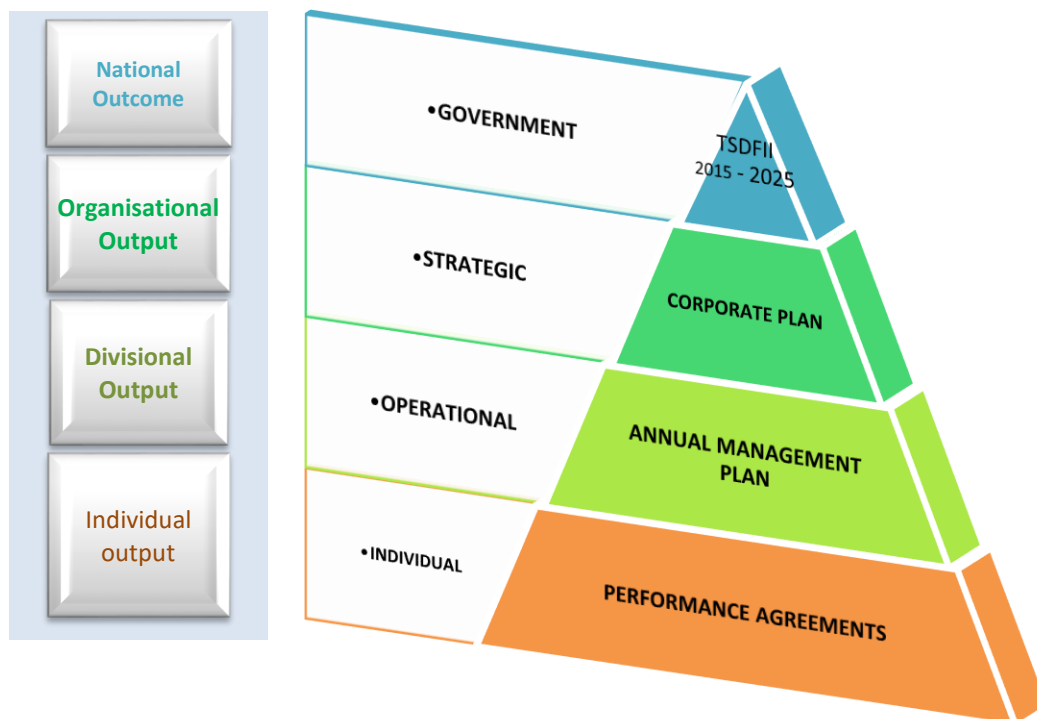 National
Outcome
Organisational
Output
Divisional
Output
Individual
output
•GOVERNMENT
TSDFII
2015 - 2025
•STRATEGIC
CORPORATE PLAN
•OPERATIONAL
ANNUAL MANAGEMENT
PLAN
•INDIVIDUAL
PERFORMANCE AGREEMENTS